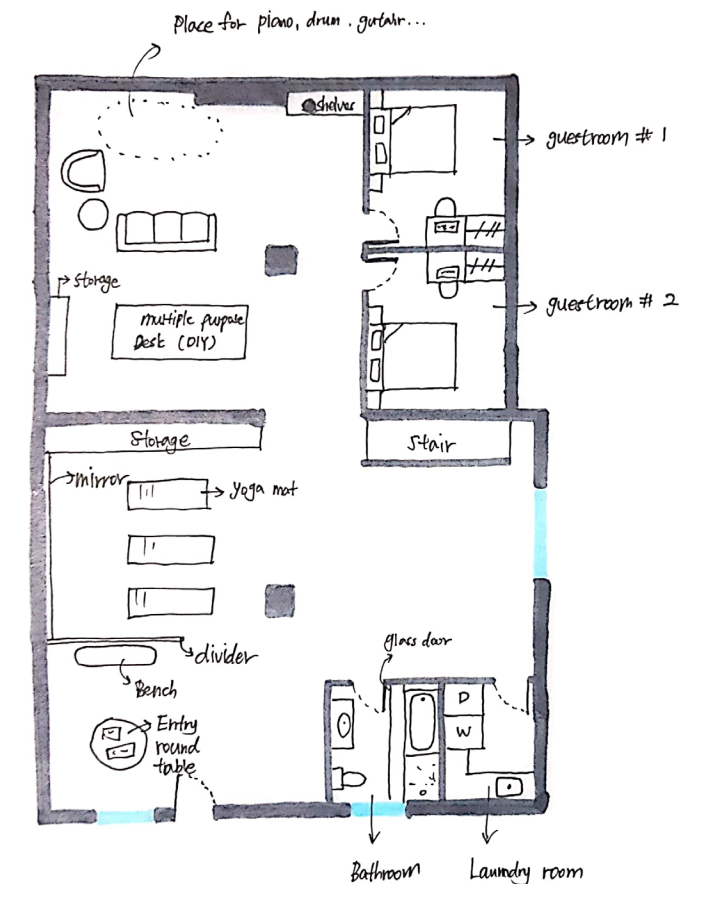 Place for piano, drum, guitahr...
shelves
guestroom # 1
Storage
multiple purpose
Desk (DIY)
guestroom # 2
Storage
Stair
mirror
Yoga mat
glass door
divider
Bench
Entry
round
table
D
W
Bathroom
Laundry room